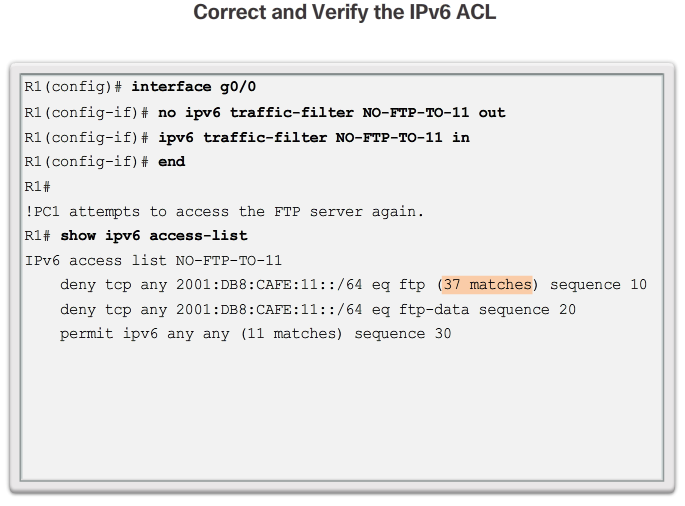 Correct and Verify the IPv6 ACL
R1(config)# interface g0/0
R1(config-if)# no ipv6 traffic-filter NO-FTP-TO-11 out
R1(config-if)# ipv6 traffic-filter NO-FTP-TO-11 in
R1(config-if)# end
R1#
!PC1 attempts to access the FTP server again.
R1# show ipv6 access-list
IPv6 access list NO-FTP-TO-11
    deny tcp any 2001:DB8:CAFE:11::/64 eq ftp (37 matches) sequence 10
    deny tcp any 2001:DB8:CAFE:11::/64 eq ftp-data sequence 20
    permit ipv6 any any (11 matches) sequence 30